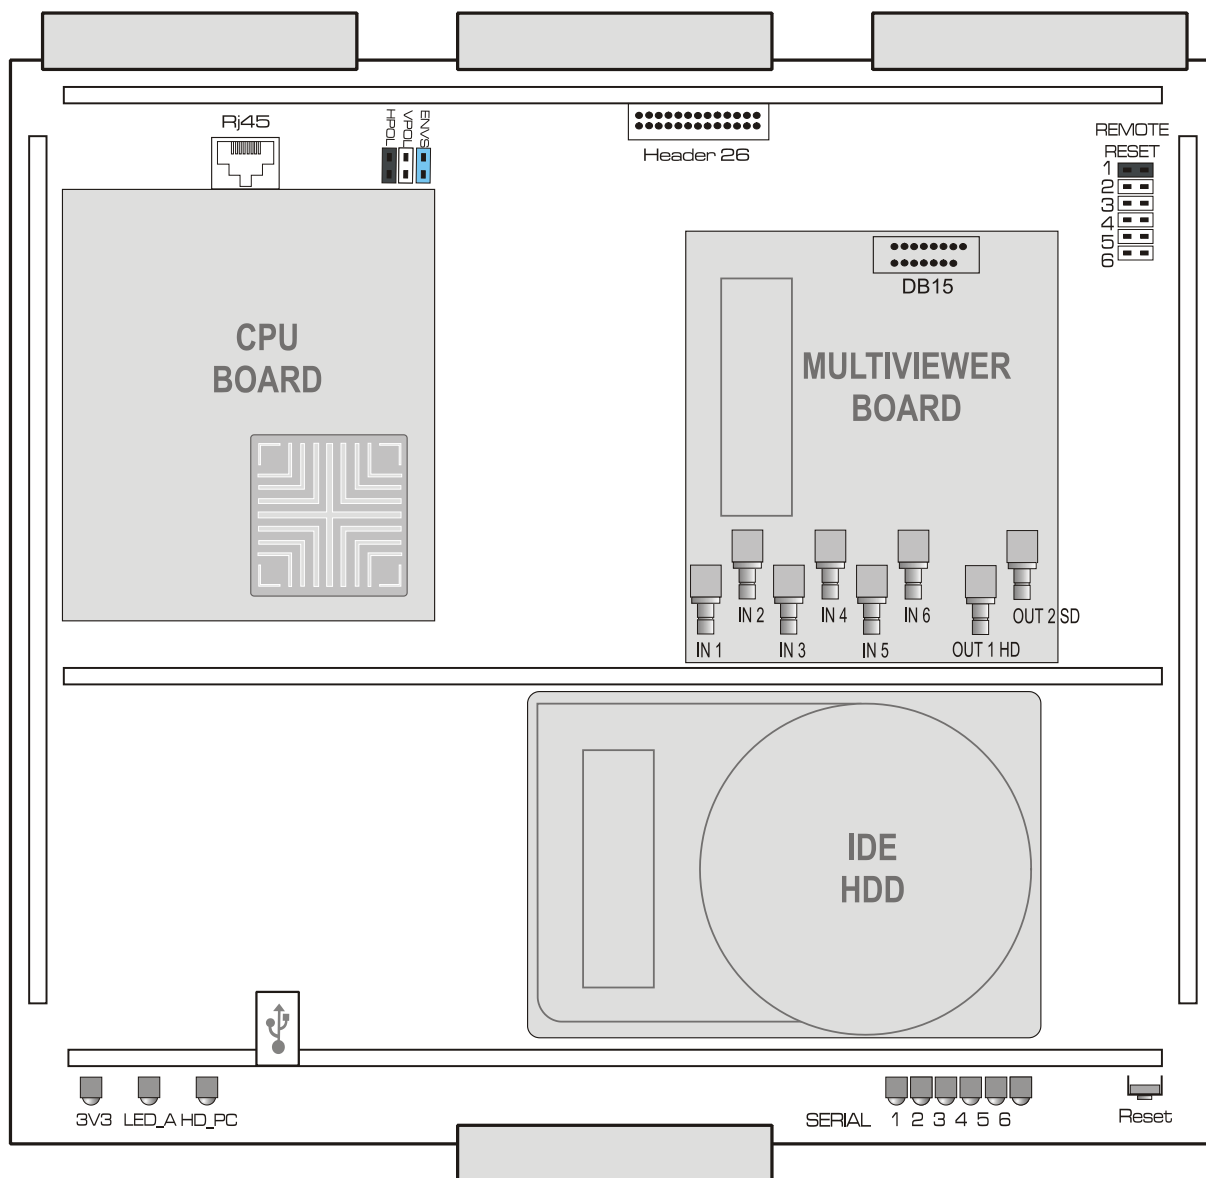 Rj45
HPOL
VPOL
ENVS
Header 26
REMOTE
RESET
1
2
3
4
5
6
DB15
CPU
BOARD
MULTIVIEWER
BOARD
IN 2
IN 4
IN 6
OUT 2 SD
IN 1
IN 3
IN 5
OUT 1 HD
IDE
HDD
3V3 LED_A HD_PC
SERIAL 1 2 3 4 5 6
Reset